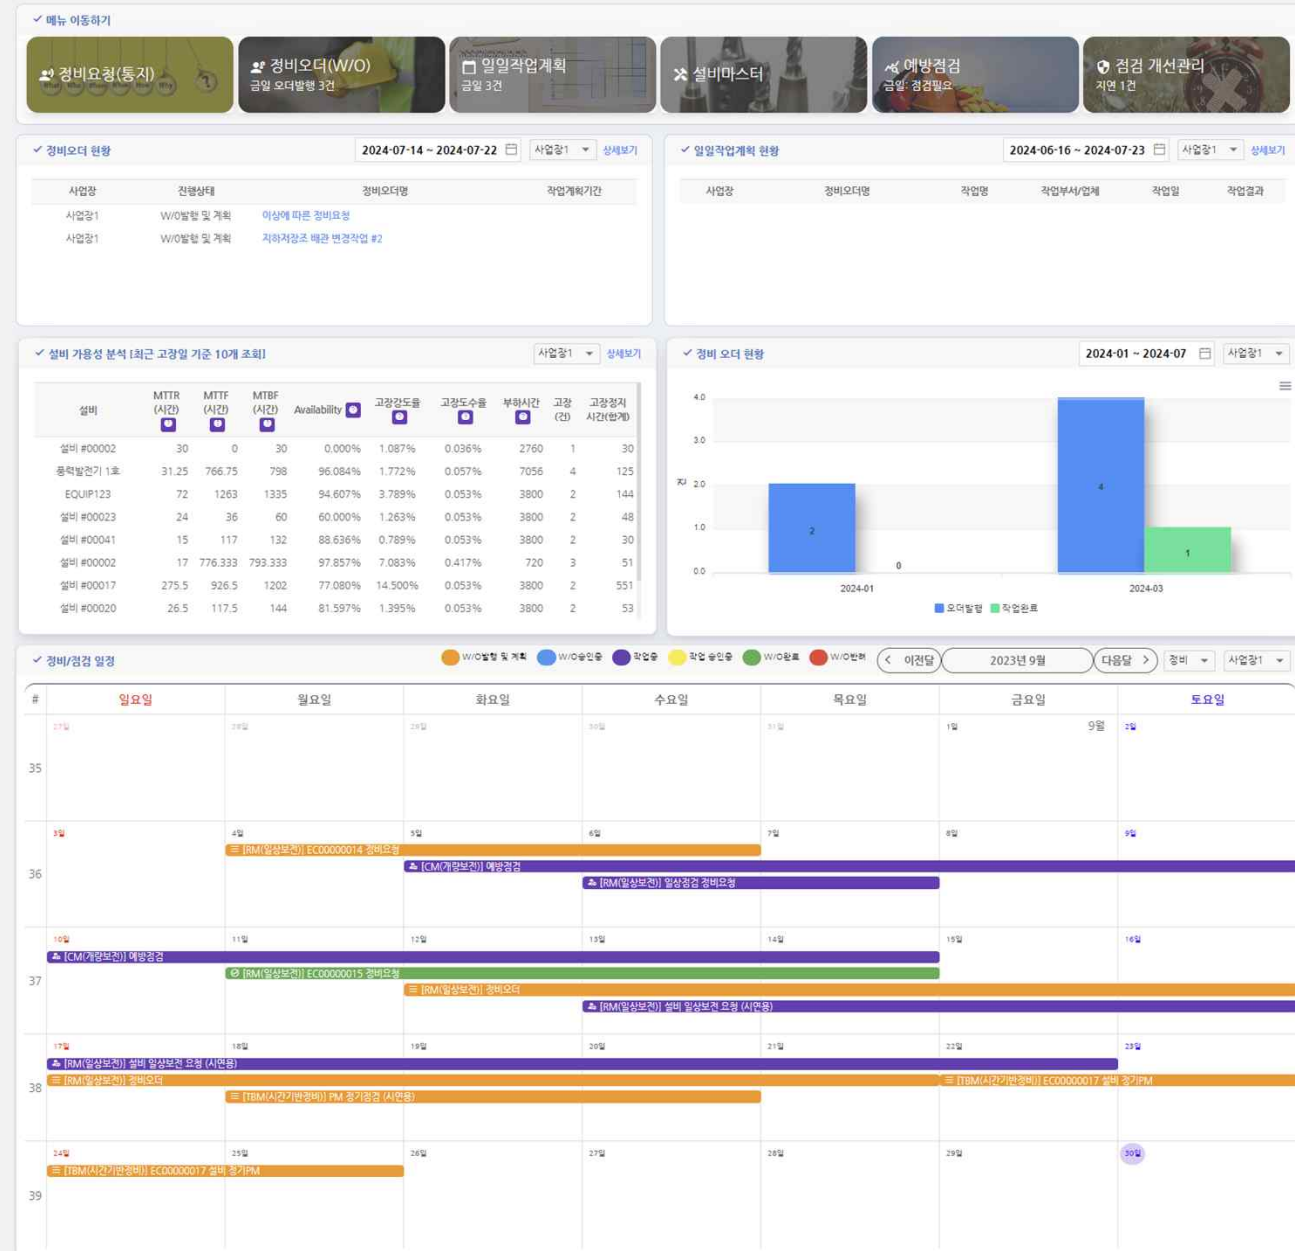 메뉴 이동하기
정비요청(통지)
정비오더(W/O)
금일 오더발행 3건
일일작업계획
금일 3건
설비마스터
예방점검
금일: 점검필요
점검 개선관리
지연 1건
정비오더 현황
2024-07-14 ~ 2024-07-22
사업장1
상세보기
사업장 진행상태 정비오더명 작업계획기간
사업장1 W/O발행 및 계획 이상에 따른 정비요청
사업장1 W/O발행 및 계획 지하저장조 배관 변경작업 #2
일일작업계획 현황
2024-06-16 ~ 2024-07-23
사업장1
상세보기
사업장 정비오더명 작업명 작업부서/업체 작업일 작업결과
설비 가용성 분석 [최근 고장일 기준 10개 조회]
사업장1
상세보기
설비 MTTR (시간) MTTF (시간) MTBF (시간) Availability 고장강도율 고장도수율 부하시간 고장 (건) 고장정지 시간(합계)
설비 #00002 30 0 30 0.000% 1.087% 0.036% 2760 1 30
풍력발전기 1호 31.25 766.75 798 96.084% 1.772% 0.057% 7056 4 125
EQUIP123 72 1263 1335 94.607% 3.789% 0.053% 3800 2 144
설비 #00023 24 36 60 60.000% 1.263% 0.053% 3800 2 48
설비 #00041 15 117 132 88.636% 0.789% 0.053% 3800 2 30
설비 #00002 17 776.333 793.333 97.857% 7.083% 0.417% 720 3 51
설비 #00017 275.5 926.5 1202 77.080% 14.500% 0.053% 3800 2 551
설비 #00020 26.5 117.5 144 81.597% 1.395% 0.053% 3800 2 53
정비 오더 현황
2024-01 ~ 2024-07
사업장1
4.0
3.0
건
2.0
1.0
0.0
2
0
4
1
2024-01
2024-03
오더발행 작업완료
정비/점검 일정
W/O발행 및 계획 W/O승인중 작업중 작업 승인중 W/O완료 W/O반려
이전달
2023년 9월
다음달
정비
사업장1
# 일요일 월요일 화요일 수요일 목요일 금요일 토요일
35
27일 28일 29일 30일 31일 1일 9월 2일
36
3일 4일 5일 6일 7일 8일 9일
[RM(일상보전)] EC00000014 정비요청
[CM(개량보전)] 예방점검
[RM(일상보전)] 일상점검 정비요청
37
10일 11일 12일 13일 14일 15일 16일
[CM(개량보전)] 예방점검
[RM(일상보전)] EC00000015 정비요청
[RM(일상보전)] 정비오더
[RM(일상보전)] 설비 일상보전 요청 (시연용)
38
17일 18일 19일 20일 21일 22일 23일
[RM(일상보전)] 설비 일상보전 요청 (시연용)
[RM(일상보전)] 정비오더
[TBM(시간기반정비)] EC00000017 설비 정기PM
[TBM(시간기반정비)] PM 정기점검 (시연용)
39
24일 25일 26일 27일 28일 29일 30일
[TBM(시간기반정비)] EC00000017 설비 정기PM